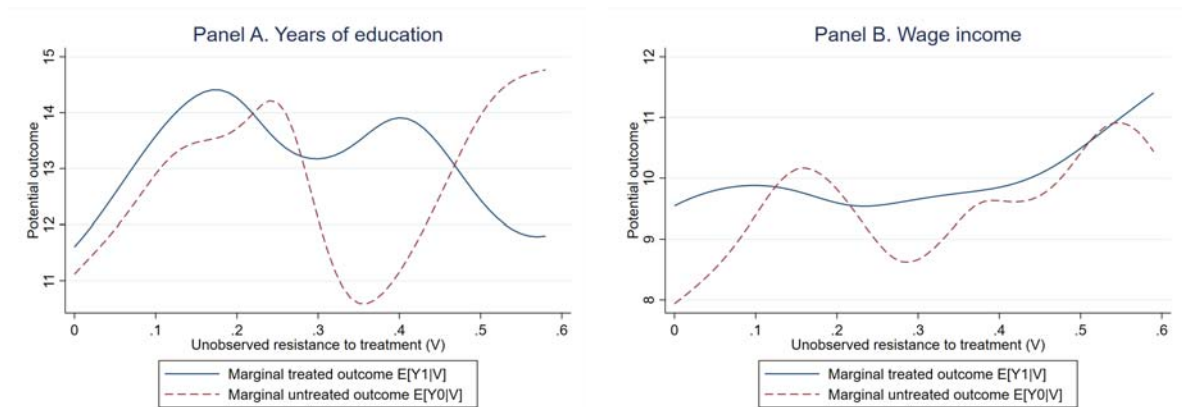 Panel A. Years of education
Potential outcome
15
14
13
12
11
0 .1 .2 .3 .4 .5 .6
Unobserved resistance to treatment (V)
Marginal treated outcome E[Y1|V]
Marginal untreated outcome E[Y0|V]
Panel B. Wage income
Potential outcome
12
11
10
9
8
0 .1 .2 .3 .4 .5 .6
Unobserved resistance to treatment (V)
Marginal treated outcome E[Y1|V]
Marginal untreated outcome E[Y0|V]